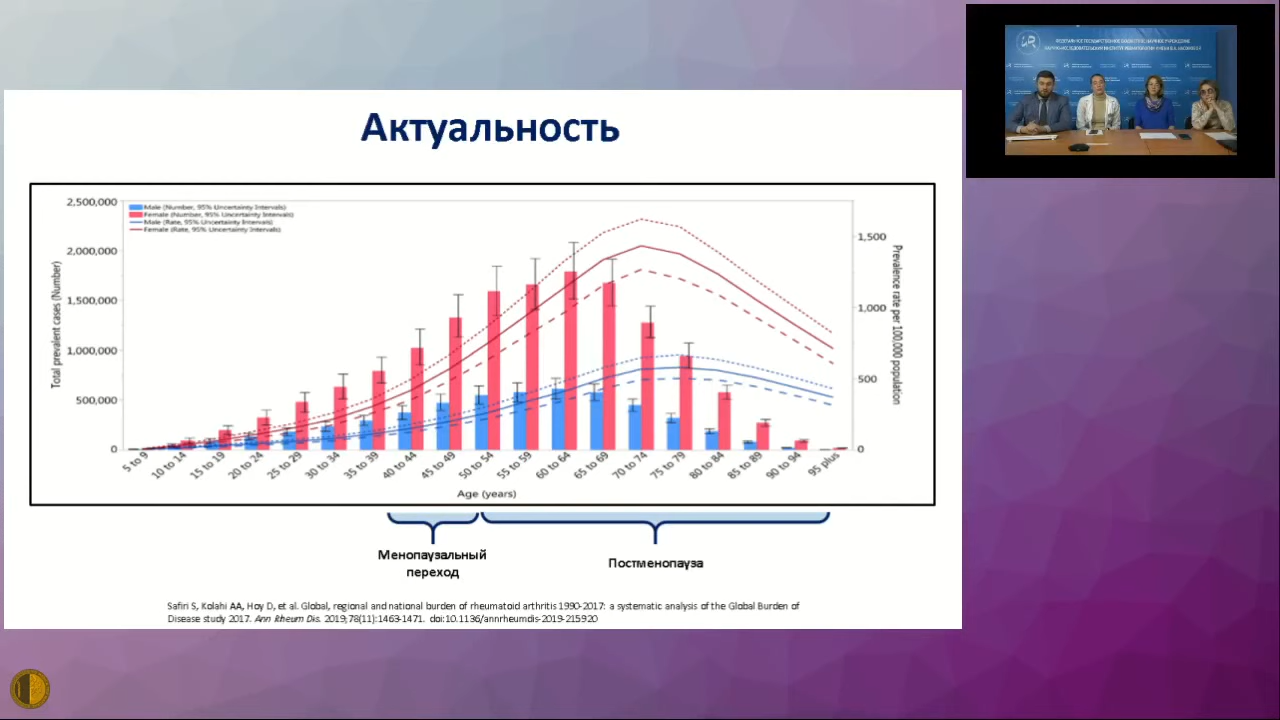 Актуальность
2,500,000
2,000,000
1,500,000
1,000,000
500,000
0
Total prevalent cases (Number)
Male (Number, 95% Uncertainty Intervals)
Female (Number, 95% Uncertainty Intervals)
Male (Rate, 95% Uncertainty Intervals)
Female (Rate, 95% Uncertainty Intervals)
1,500
1,000
500
0
Prevalence rate per 100,000 population
5 to 9
10 to 14
15 to 19
20 to 24
25 to 29
30 to 34
35 to 39
40 to 44
45 to 49
50 to 54
55 to 59
60 to 64
65 to 69
70 to 74
75 to 79
80 to 84
85 to 89
90 to 94
95 plus
Age (years)
Менопаузальный
переход
Постменопауза
Safiri S, Kolahi AA, Hoy D, et al. Global, regional and national burden of rheumatoid arthritis 1990-2017: a systematic analysis of the Global Burden of
Disease study 2017. Ann Rheum Dis. 2019;78(11):1463-1471. doi:10.1136/annrheumdis-2019-215920